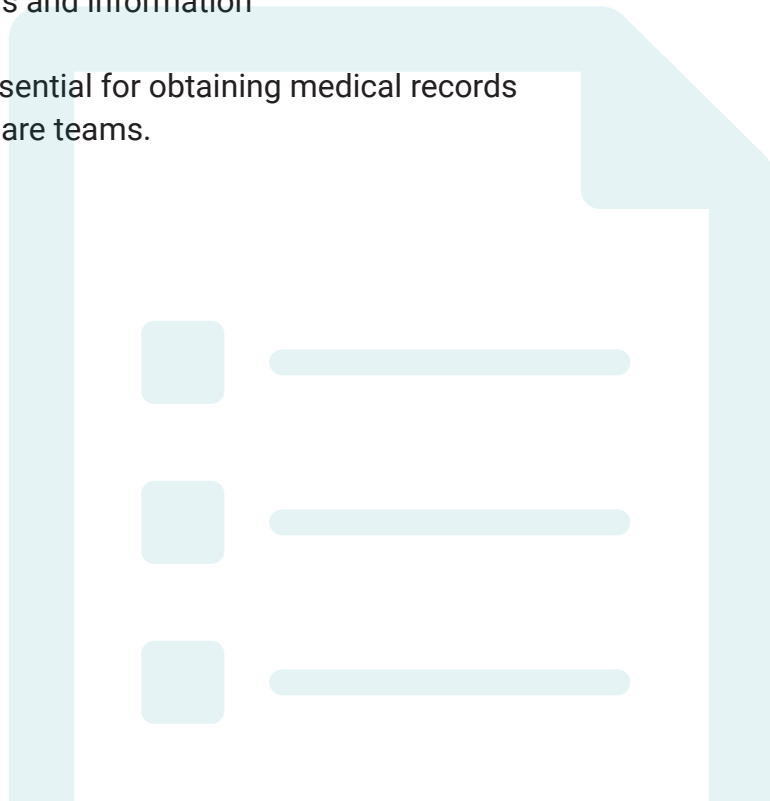 s and information
sential for obtaining medical records
are teams.